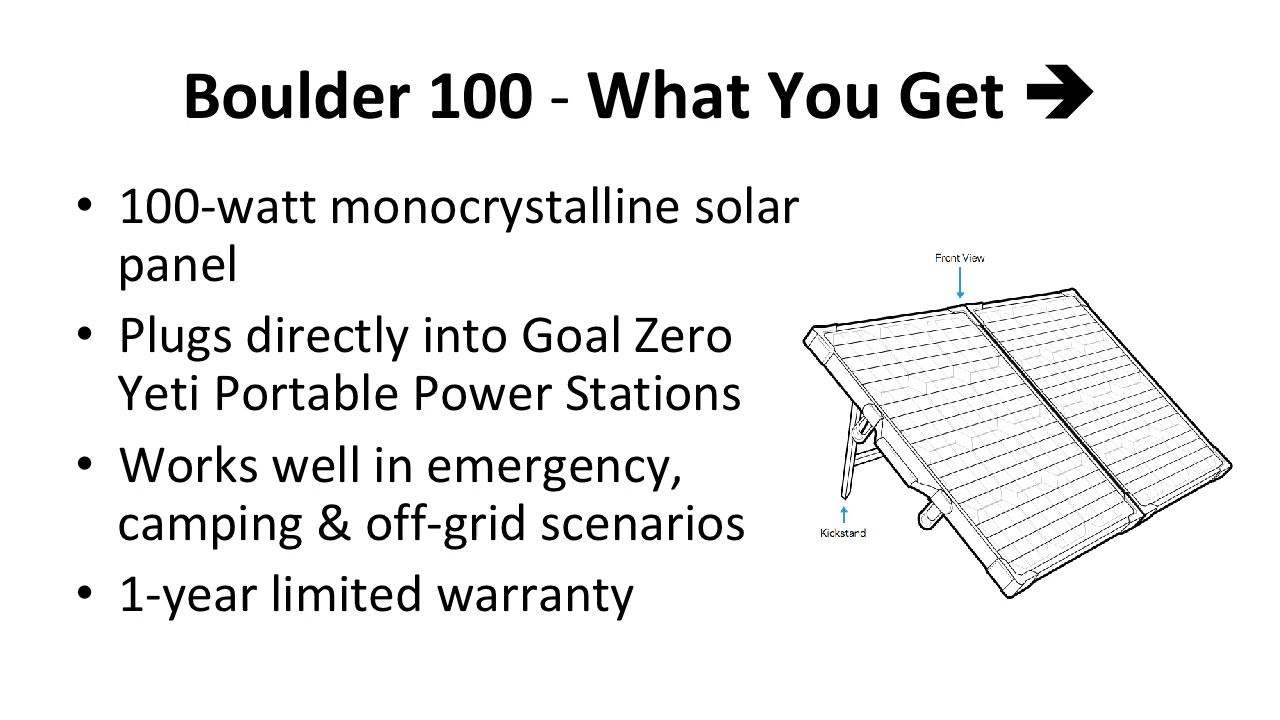 Boulder 100 - What You Get ➔
• 100-watt monocrystalline solar
panel
• Plugs directly into Goal Zero
Yeti Portable Power Stations
• Works well in emergency,
camping & off-grid scenarios
• 1-year limited warranty
Front View
Kickstand